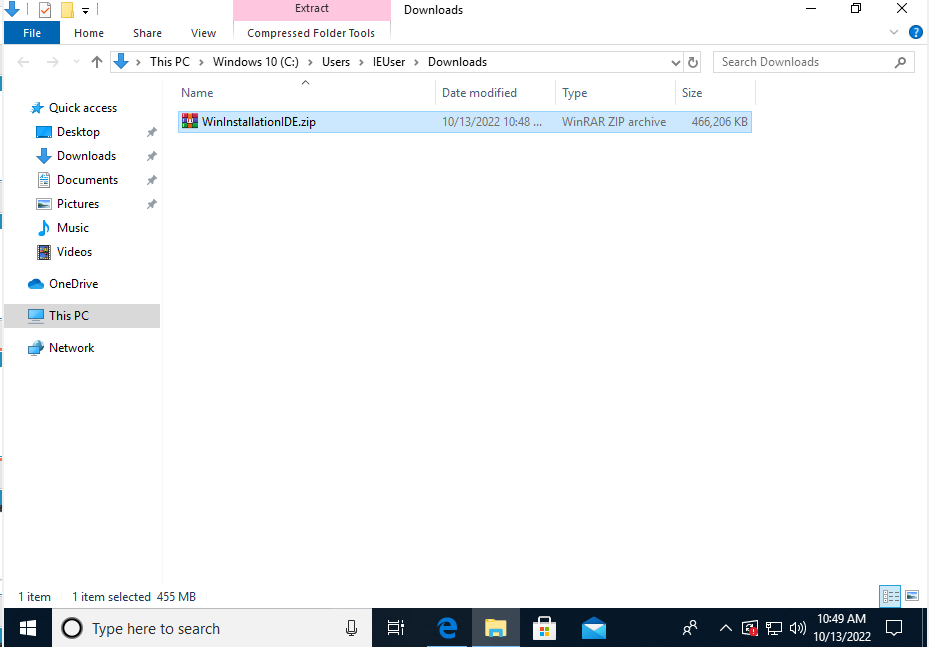 Extract
Downloads
File Home Share View Compressed Folder Tools
This PC Windows 10 (C:) Users IEUser Downloads
Search Downloads
Name Date modified Type Size
Quick access
WinInstallationIDE.zip 10/13/2022 10:48 ... WinRAR ZIP archive 466,206 KB
Desktop
Downloads
Documents
Pictures
Music
Videos
OneDrive
This PC
Network
1 item 1 item selected 455 MB
Type here to search
10:49 AM
10/13/2022